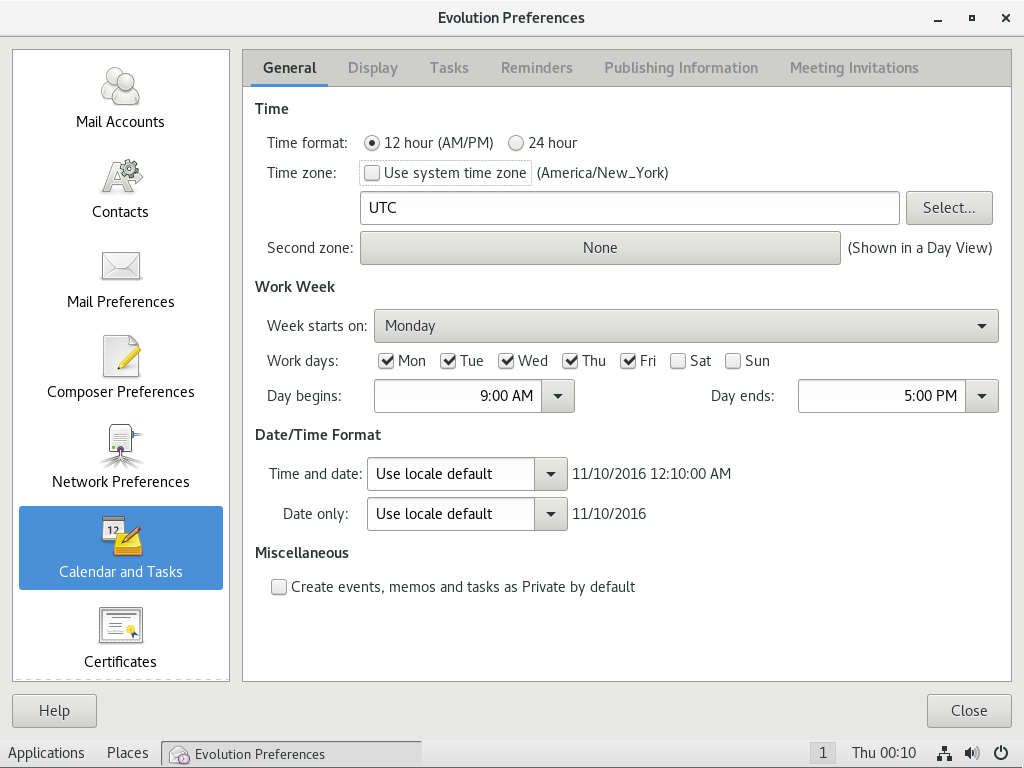 Evolution Preferences
Mail Accounts
Contacts
Mail Preferences
Composer Preferences
Network Preferences
12
Calendar and Tasks
Certificates
General Display Tasks Reminders Publishing Information Meeting Invitations
Time
Time format: 12 hour (AM/PM) 24 hour
Time zone: Use system time zone (America/New_York)
UTC Select...
Second zone: None (Shown in a Day View)
Work Week
Week starts on: Monday
Work days: Mon Tue Wed Thu Fri Sat Sun
Day begins: 9:00 AM Day ends: 5:00 PM
Date/Time Format
Time and date: Use locale default 11/10/2016 12:10:00 AM
Date only: Use locale default 11/10/2016
Miscellaneous
Create events, memos and tasks as Private by default
Help Close
Applications Places Evolution Preferences 1 Thu 00:10